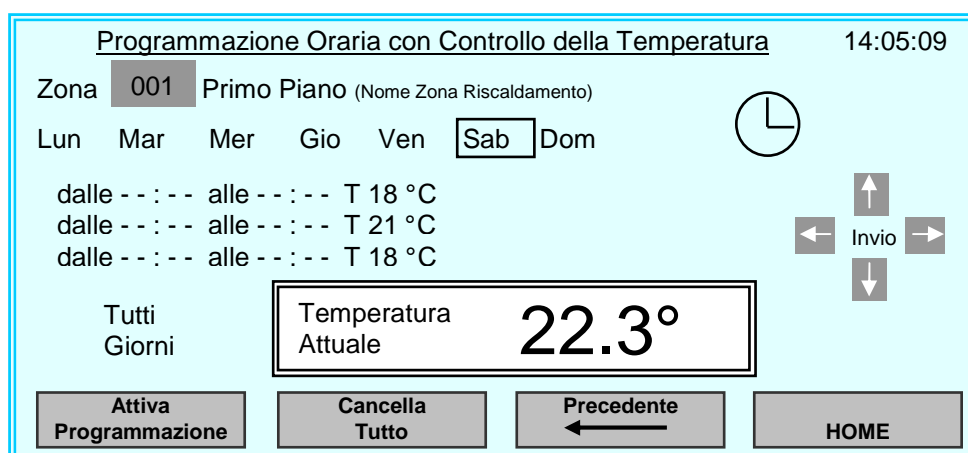 Programmazione Oraria con Controllo della Temperatura 14:05:09
Zona 001 Primo Piano (Nome Zona Riscaldamento)
Lun Mar Mer Gio Ven Sab Dom
dalle - - : - - alle - - : - - T 18 °C
dalle - - : - - alle - - : - - T 21 °C
dalle - - : - - alle - - : - - T 18 °C
Invio
Tutti
Giorni
Temperatura
Attuale
22.3°
Attiva
Programmazione
Cancella
Tutto
Precedente
HOME